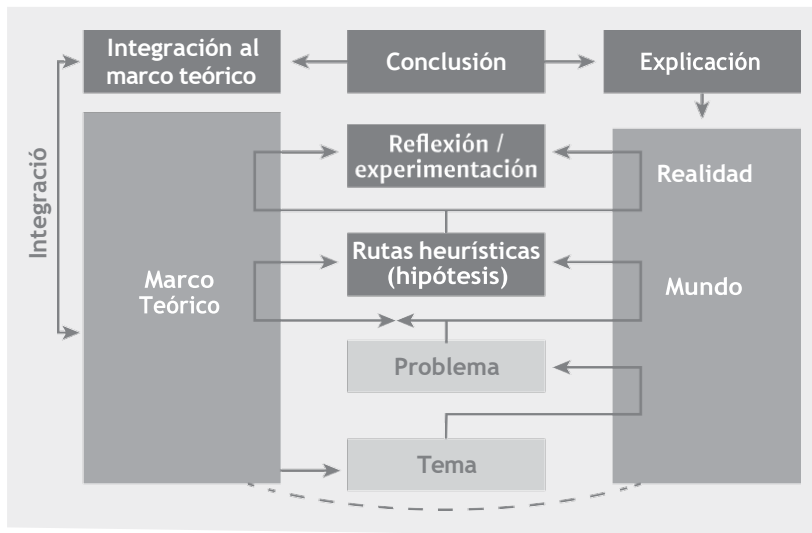 Integración al
marco teórico
Conclusión
Explicación
Integració
Reflexión /
experimentación
Realidad
Rutas heurísticas
(hipótesis)
Marco
Teórico
Mundo
Problema
Tema